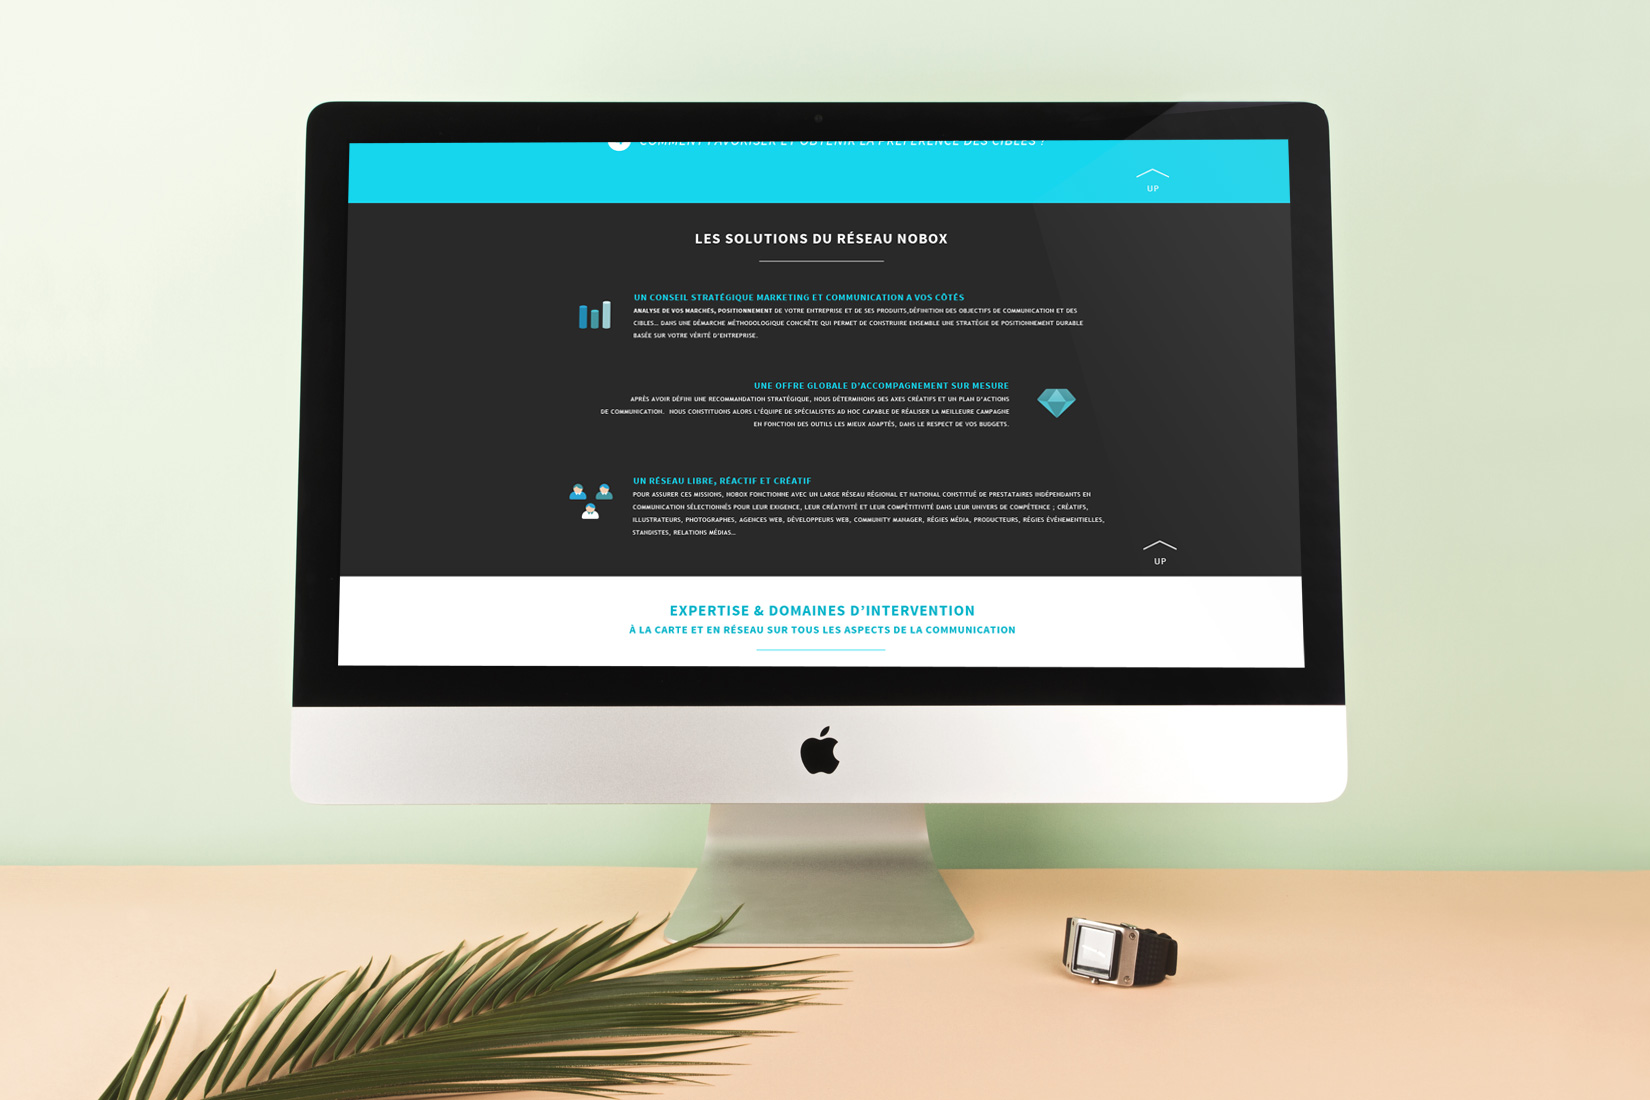 COMMENT FAVORISER ET OBTENIR LA PRÉFÉRENCE DES CIBLES ?
UP
LES SOLUTIONS DU RÉSEAU NOBOX
UN CONSEIL STRATÉGIQUE MARKETING ET COMMUNICATION A VOS CÔTÉS
ANALYSE DE VOS MARCHÉS, POSITIONNEMENT DE VOTRE ENTREPRISE ET DE SES PRODUITS,DÉFINITION DES OBJECTIFS DE COMMUNICATION ET DES
CIBLES... DANS UNE DÉMARCHE MÉTHODOLOGIQUE CONCRÈTE QUI PERMET DE CONSTRUIRE ENSEMBLE UNE STRATÉGIE DE POSITIONNEMENT DURABLE
BASÉE SUR VOTRE VÉRITÉ D'ENTREPRISE.
UNE OFFRE GLOBALE D'ACCOMPAGNEMENT SUR MESURE
APRÈS AVOIR DÉFINI UNE RECOMMANDATION STRATÉGIQUE, NOUS DÉTERMINONS DES AXES CRÉATIFS ET UN PLAN D'ACTIONS
DE COMMUNICATION. NOUS CONSTITUONS ALORS L'ÉQUIPE DE SPÉCIALISTES AD HOC CAPABLE DE RÉALISER LA MEILLEURE CAMPAGNE
EN FONCTION DES OUTILS LES MIEUX ADAPTÉS, DANS LE RESPECT DE VOS BUDGETS.
UN RÉSEAU LIBRE, RÉACTIF ET CRÉATIF
POUR ASSURER CES MISSIONS, NOBOX FONCTIONNE AVEC UN LARGE RÉSEAU RÉGIONAL ET NATIONAL CONSTITUÉ DE PRESTATAIRES INDÉPENDANTS EN
COMMUNICATION SÉLECTIONNÉS POUR LEUR EXIGENCE, LEUR CRÉATIVITÉ ET LEUR COMPÉTITIVITÉ DANS LEUR UNIVERS DE COMPÉTENCE ; CRÉATIFS,
ILLUSTRATEURS, PHOTOGRAPHES, AGENCES WEB, DÉVELOPPEURS WEB, COMMUNITY MANAGER, RÉGIES MÉDIA, PRODUCTEURS, RÉGIES ÉVÉNEMENTIELLES,
STANDISTES, RELATIONS MÉDIAS...
UP
EXPERTISE & DOMAINES D'INTERVENTION
À LA CARTE ET EN RÉSEAU SUR TOUS LES ASPECTS DE LA COMMUNICATION